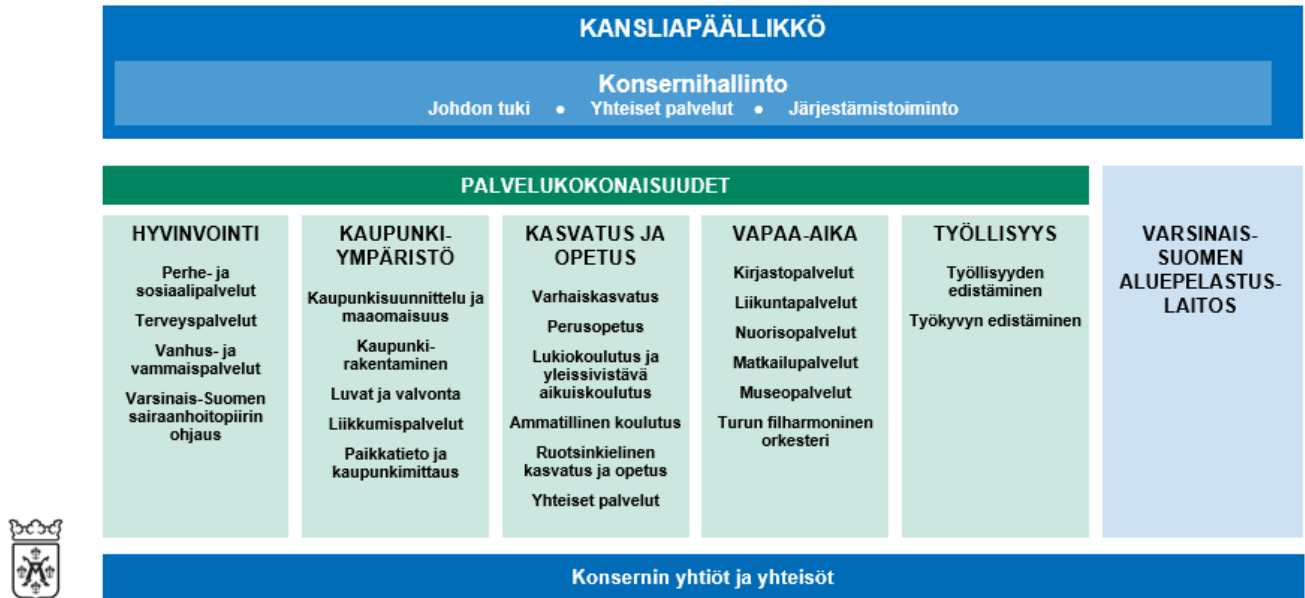 KANSLIAPÄÄLLIKKÖ
Konsernihallinto
Johdon tuki • Yhteiset palvelut • Järjestämistoiminto
PALVELUKOKONAISUUDET
HYVINVOINTI
Perhe- ja
sosiaalipalvelut
Terveyspalvelut
Vanhus- ja
vammaispalvelut
Varsinais-Suomen
sairaanhoitopiirin
ohjaus
KAUPUNKI-
YMPÄRISTÖ
Kaupunkisuunnittelu ja
maaomaisuus
Kaupunki-
rakentaminen
Luvat ja valvonta
Liikkumispalvelut
Paikkatieto ja
kaupunkimittaus
KASVATUS JA
OPETUS
Varhaiskasvatus
Perusopetus
Lukiokoulutus ja
yleissivistävä
aikuiskoulutus
Ammatillinen koulutus
Ruotsinkielinen
kasvatus ja opetus
Yhteiset palvelut
VAPAA-AIKA
Kirjastopalvelut
Liikuntapalvelut
Nuorisopalvelut
Matkailupalvelut
Museopalvelut
Turun filharmoninen
orkesteri
TYÖLLISYYS
Työllisyyden
edistäminen
Työkyvyn edistäminen
VARSINAIS-
SUOMEN
ALUEPELASTUS-
LAITOS
Konsernin yhtiöt ja yhteisöt